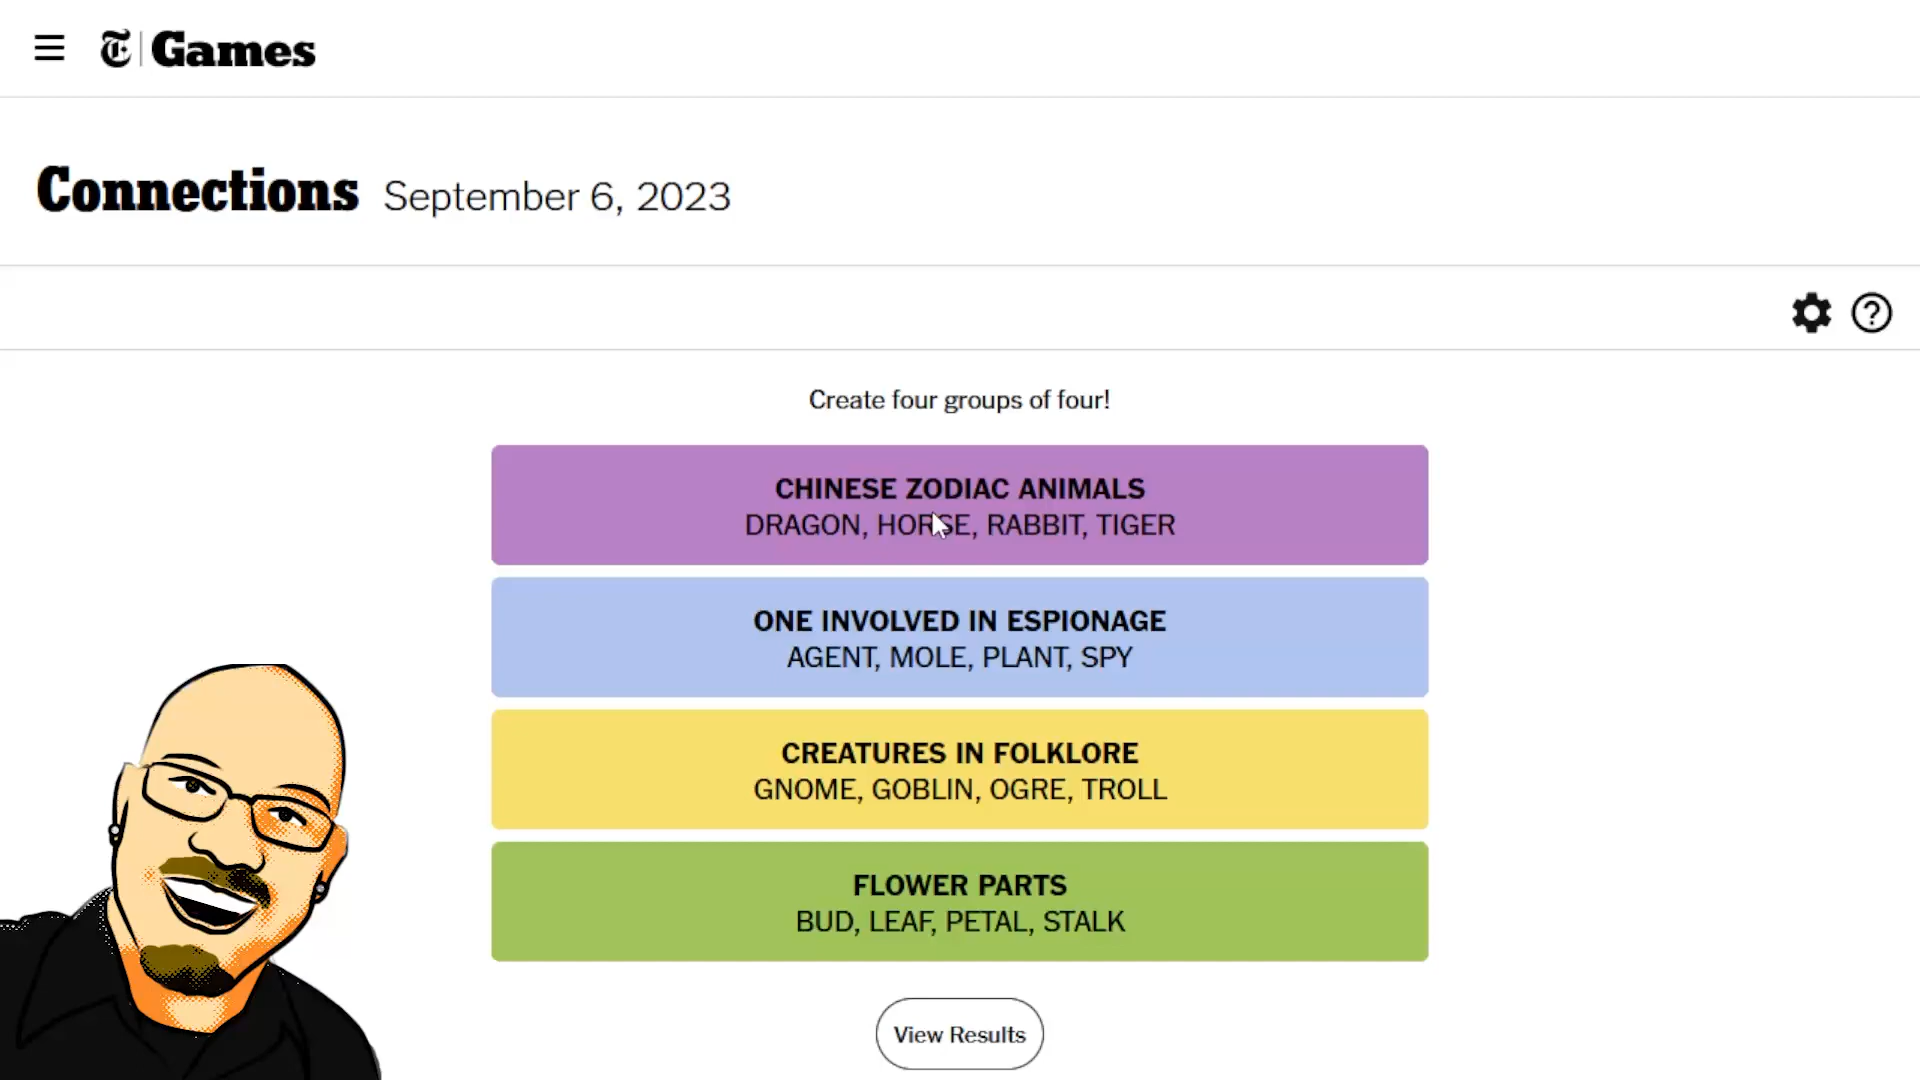 T Games
Connections September 6, 2023
Create four groups of four!
CHINESE ZODIAC ANIMALS
DRAGON, HORSE, RABBIT, TIGER
ONE INVOLVED IN ESPIONAGE
AGENT, MOLE, PLANT, SPY
CREATURES IN FOLKLORE
GNOME, GOBLIN, OGRE, TROLL
FLOWER PARTS
BUD, LEAF, PETAL, STALK
View Results